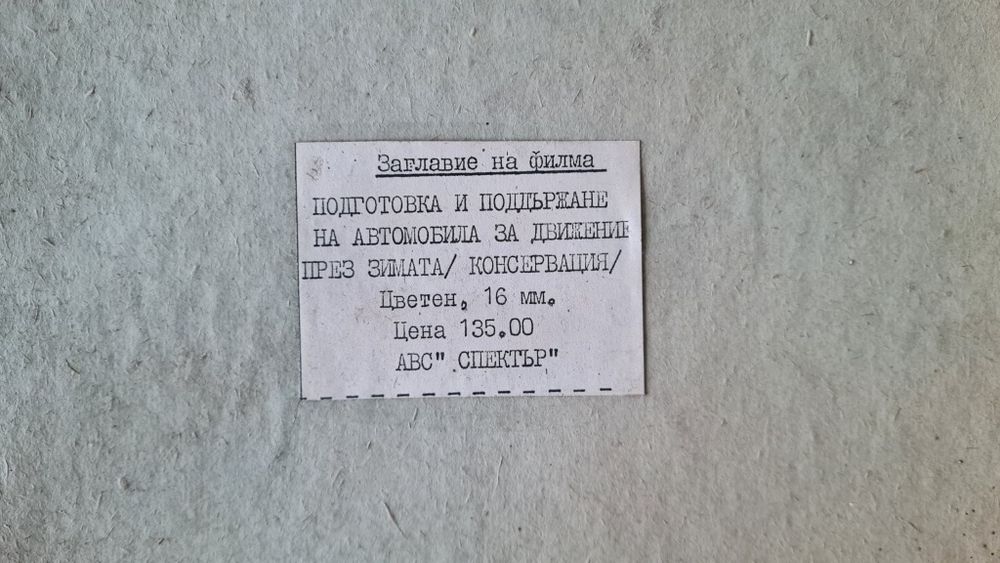 Заглавие на филма
ПОДГОТОВКА И ПОДДЪРЖАНЕ
НА АВТОМОБИЛА ЗА ДВИЖЕНИЕ
ПРЕЗ ЗИМАТА/ КОНСЕРВАЦИЯ/
Цветен, 16 мм.
Цена 135.00
АВС" СПЕКТЪР"